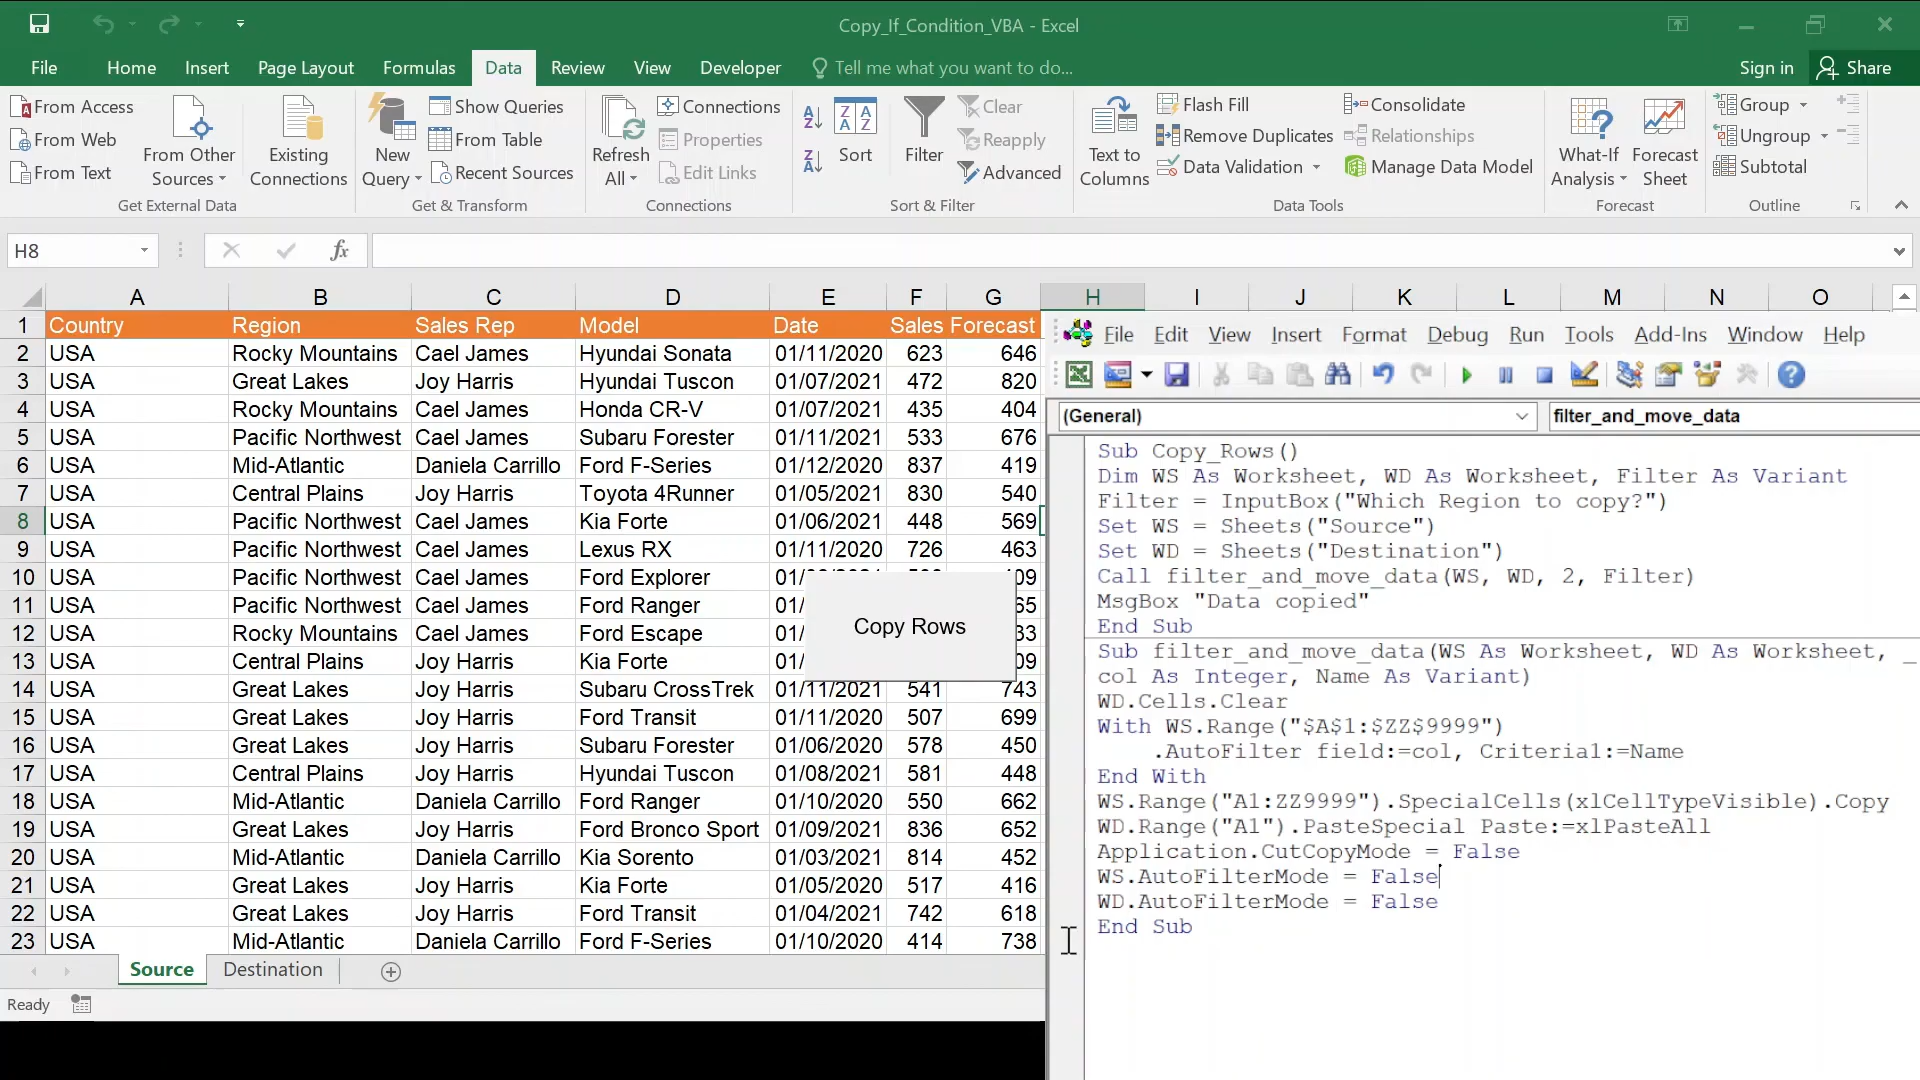 Copy_If_Condition_VBA - Excel
File Home Insert Page Layout Formulas Data Review View Developer Tell me what you want to do... Sign in Share
From Access
From Web
From Text
From Other Sources
Existing Connections
Get External Data
New Query
Show Queries
From Table
Recent Sources
Get & Transform
Refresh All
Connections
Properties
Edit Links
Connections
Sort
Filter
Clear
Reapply
Advanced
Sort & Filter
Text to Columns
Flash Fill
Remove Duplicates
Data Validation
Consolidate
Relationships
Manage Data Model
Data Tools
What-If Analysis
Forecast Sheet
Forecast
Group
Ungroup
Subtotal
Outline
H8 fx
A B C D E F G H I J K L M N O
1 Country Region Sales Rep Model Date Sales Forecast
2 USA Rocky Mountains Cael James Hyundai Sonata 01/11/2020 623 646
3 USA Great Lakes Joy Harris Hyundai Tuscon 01/07/2021 472 820
4 USA Rocky Mountains Cael James Honda CR-V 01/07/2021 435 404
5 USA Pacific Northwest Cael James Subaru Forester 01/11/2020 533 676
6 USA Mid-Atlantic Daniela Carrillo Ford F-Series 01/12/2020 837 419
7 USA Central Plains Joy Harris Toyota 4Runner 01/05/2021 830 540
8 USA Pacific Northwest Cael James Kia Forte 01/06/2021 448 569
9 USA Pacific Northwest Cael James Lexus RX 01/11/2020 726 463
10 USA Pacific Northwest Cael James Ford Explorer 01/
11 USA Pacific Northwest Cael James Ford Ranger 01/
12 USA Rocky Mountains Cael James Ford Escape 01/
13 USA Central Plains Joy Harris Kia Forte 01/
14 USA Great Lakes Joy Harris Subaru CrossTrek 01/11/2021 541 743
15 USA Great Lakes Joy Harris Ford Transit 01/11/2020 507 699
16 USA Great Lakes Joy Harris Subaru Forester 01/06/2020 578 450
17 USA Central Plains Joy Harris Hyundai Tuscon 01/08/2021 581 448
18 USA Mid-Atlantic Daniela Carrillo Ford Ranger 01/10/2020 550 662
19 USA Great Lakes Joy Harris Ford Bronco Sport 01/09/2021 836 652
20 USA Mid-Atlantic Daniela Carrillo Kia Sorento 01/03/2021 814 452
21 USA Great Lakes Joy Harris Kia Forte 01/05/2021 517 416
22 USA Great Lakes Joy Harris Ford Transit 01/04/2021 742 618
23 USA Mid-Atlantic Daniela Carrillo Ford F-Series 01/10/2021 414 738
Copy Rows
Source Destination
Ready
File Edit View Insert Format Debug Run Tools Add-Ins Window Help
(General) filter_and_move_data
Sub Copy_Rows()
Dim WS As Worksheet, WD As Worksheet, Filter As Variant
Filter = InputBox("Which Region to copy?")
Set WS = Sheets("Source")
Set WD = Sheets("Destination")
Call filter_and_move_data(WS, WD, 2, Filter)
MsgBox "Data copied"
End Sub
Sub filter_and_move_data(WS As Worksheet, WD As Worksheet, _
col As Integer, Name As Variant)
WD.Cells.Clear
With WS.Range("$A$1:$ZZ$9999")
.AutoFilter field:=col, Criteria1:=Name
End With
WS.Range("A1:ZZ9999").SpecialCells(xlCellTypeVisible).Copy
WD.Range("A1").PasteSpecial Paste:=xlPasteAll
Application.CutCopyMode = False
WS.AutoFilterMode = False
WD.AutoFilterMode = False
End Sub